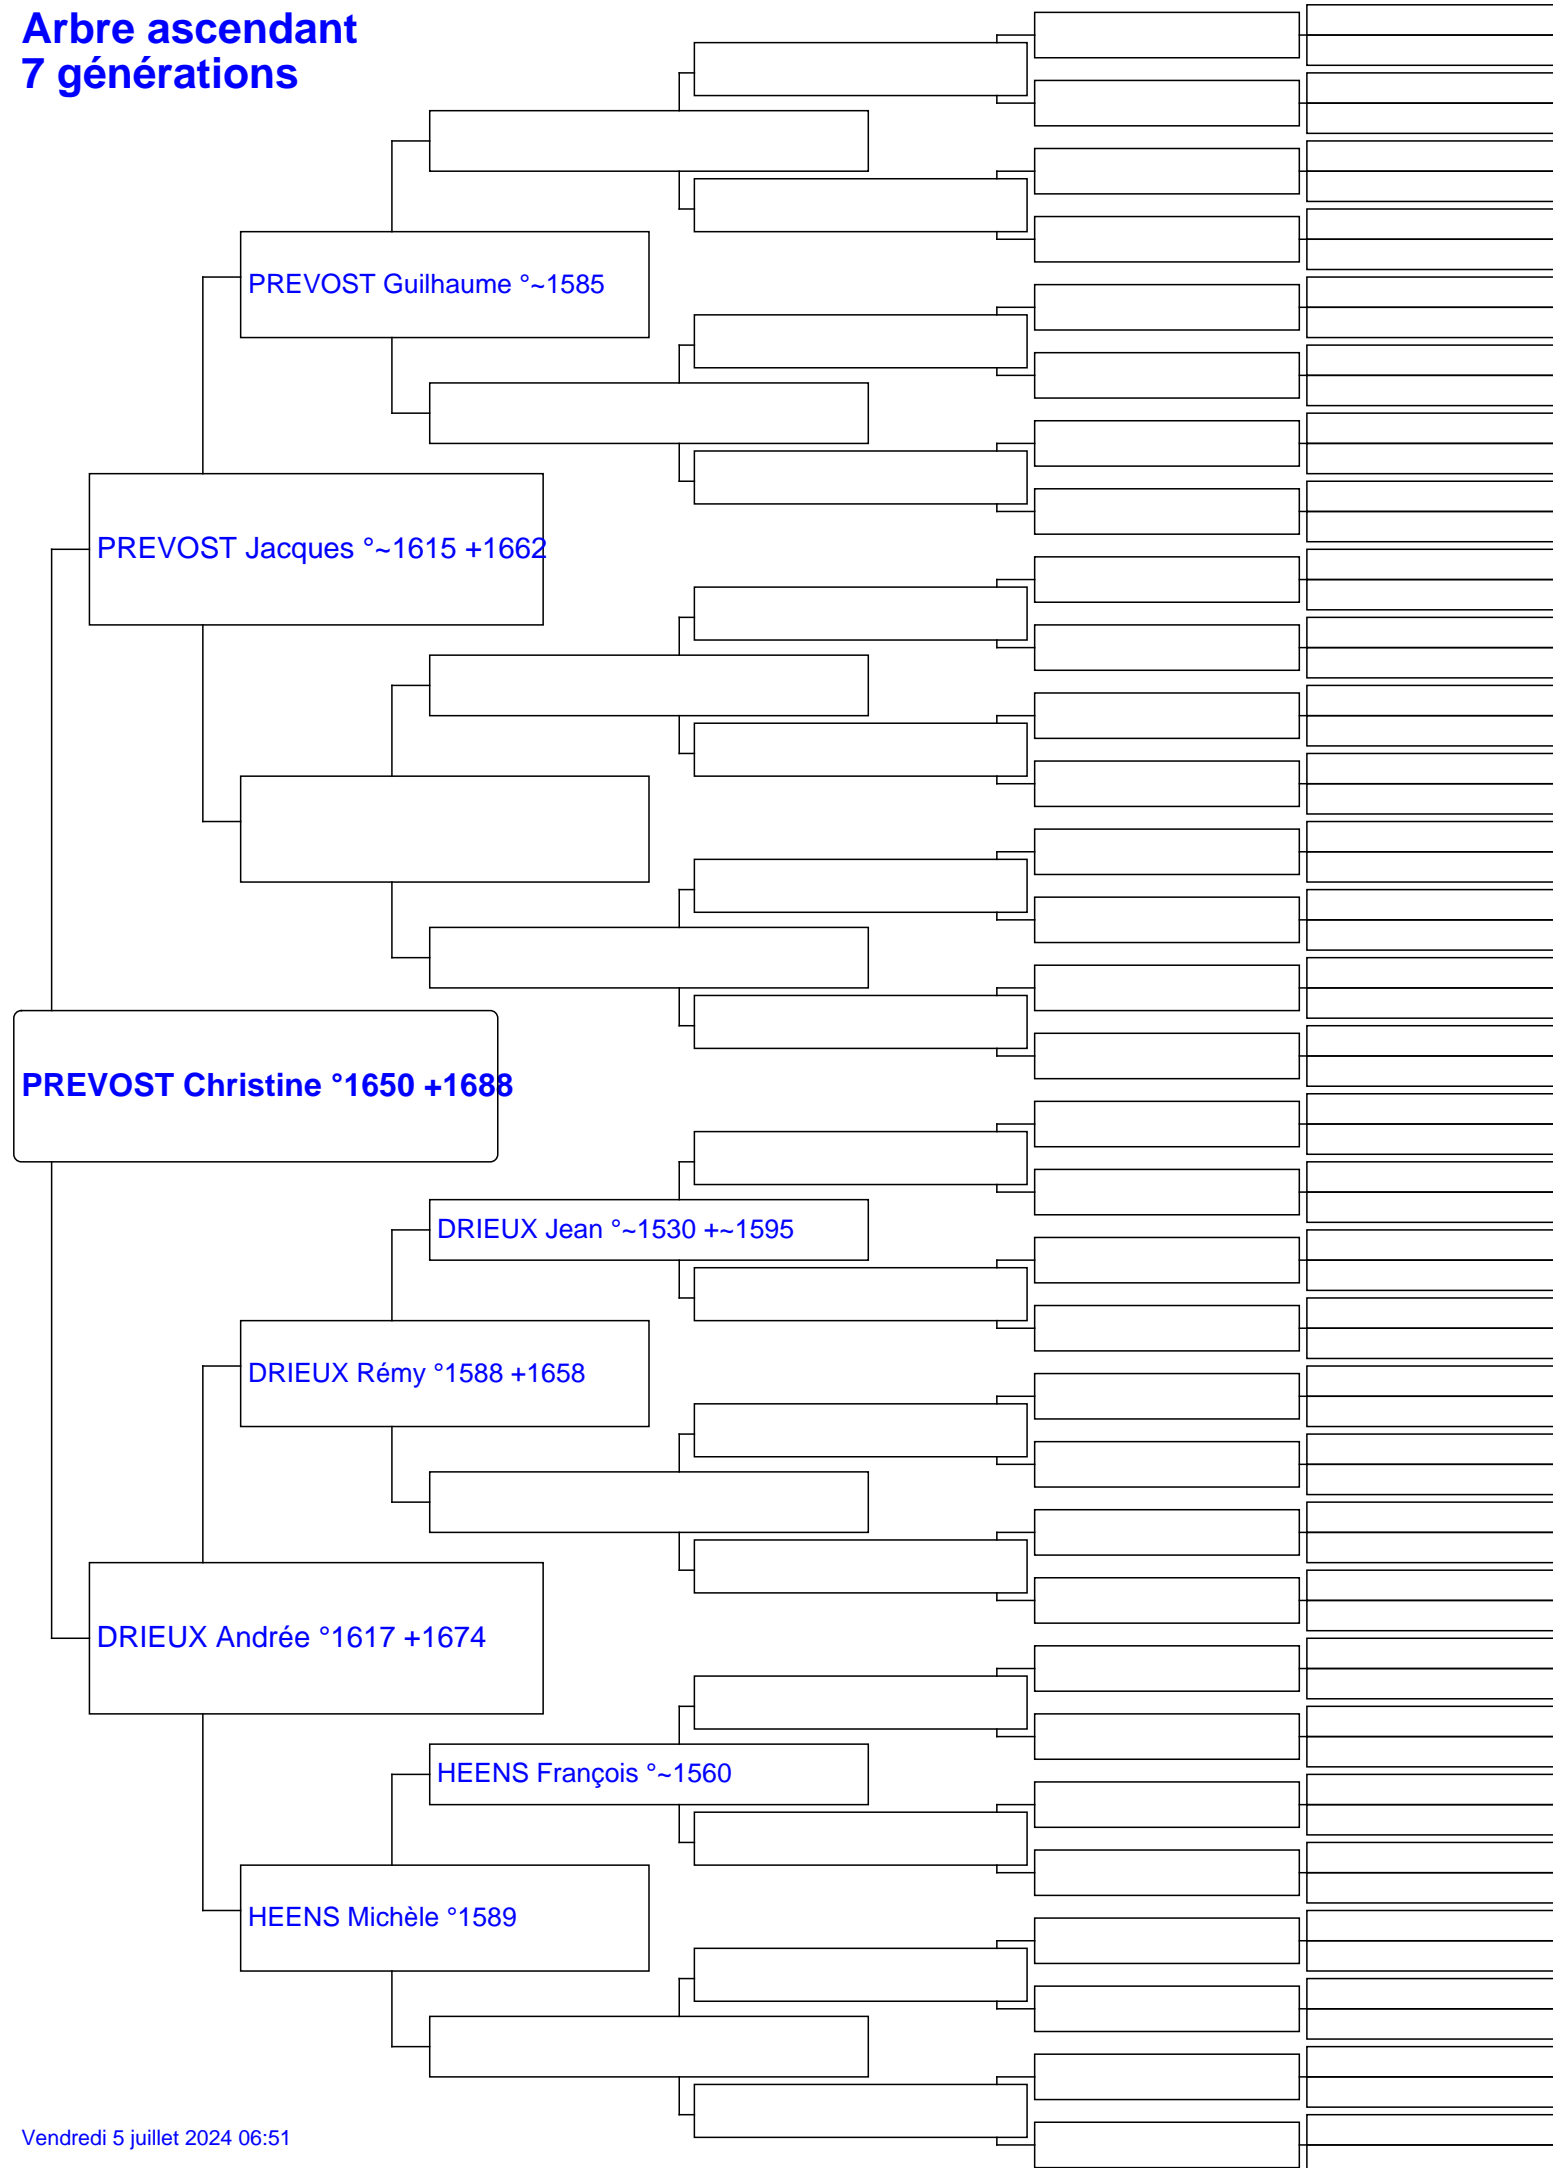 Arbre ascendant
7 générations
PREVOST Guilhaume °~1585
PREVOST Jacques °~1615 +1662
PREVOST Christine °1650 +1688
DRIEUX Jean °~1530 +~1595
DRIEUX Rémy °1588 +1658
DRIEUX Andrée °1617 +1674
HEENS François °~1560
HEENS Michèle °1589
Vendredi 5 juillet 2024 06:51